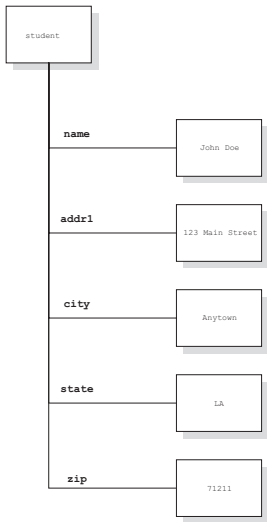 student
name
John Doe
addr1
123 Main Street
city
Anytown
state
LA
zip
71211